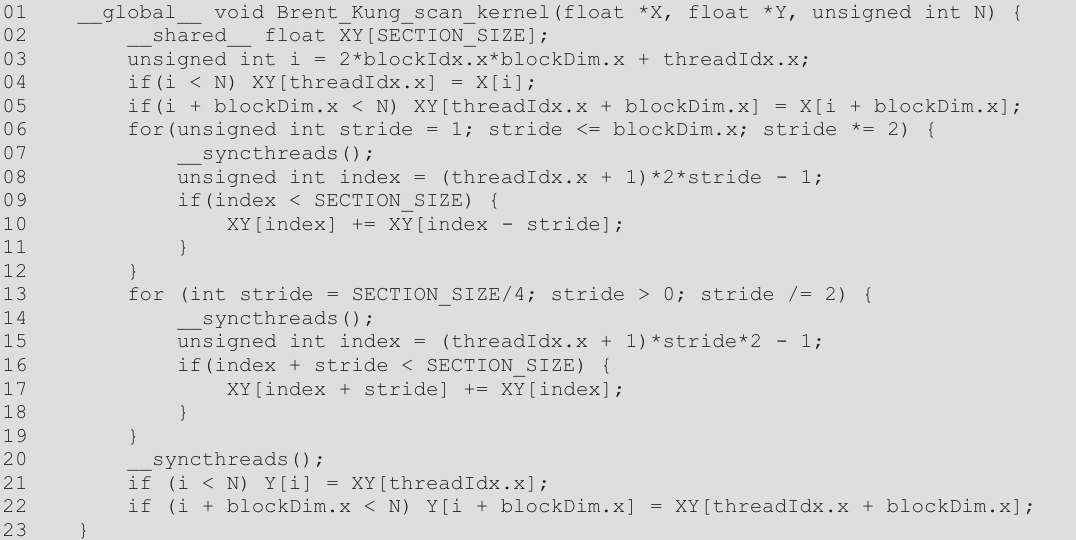 01    __global__ void Brent_Kung_scan_kernel(float *X, float *Y, unsigned int N) {
02        __shared__ float XY[SECTION_SIZE];
03        unsigned int i = 2*blockIdx.x*blockDim.x + threadIdx.x;
04        if(i < N) XY[threadIdx.x] = X[i];
05        if(i + blockDim.x < N) XY[threadIdx.x + blockDim.x] = X[i + blockDim.x];
06        for(unsigned int stride = 1; stride <= blockDim.x; stride *= 2) {
07            __syncthreads();
08            unsigned int index = (threadIdx.x + 1)*2*stride - 1;
09            if(index < SECTION_SIZE) {
10                XY[index] += XY[index - stride];
11            }
12        }
13        for (int stride = SECTION_SIZE/4; stride > 0; stride /= 2) {
14            __syncthreads();
15            unsigned int index = (threadIdx.x + 1)*stride*2 - 1;
16            if(index + stride < SECTION_SIZE) {
17                XY[index + stride] += XY[index];
18            }
19        }
20        __syncthreads();
21        if (i < N) Y[i] = XY[threadIdx.x];
22        if (i + blockDim.x < N) Y[i + blockDim.x] = XY[threadIdx.x + blockDim.x];
23    }